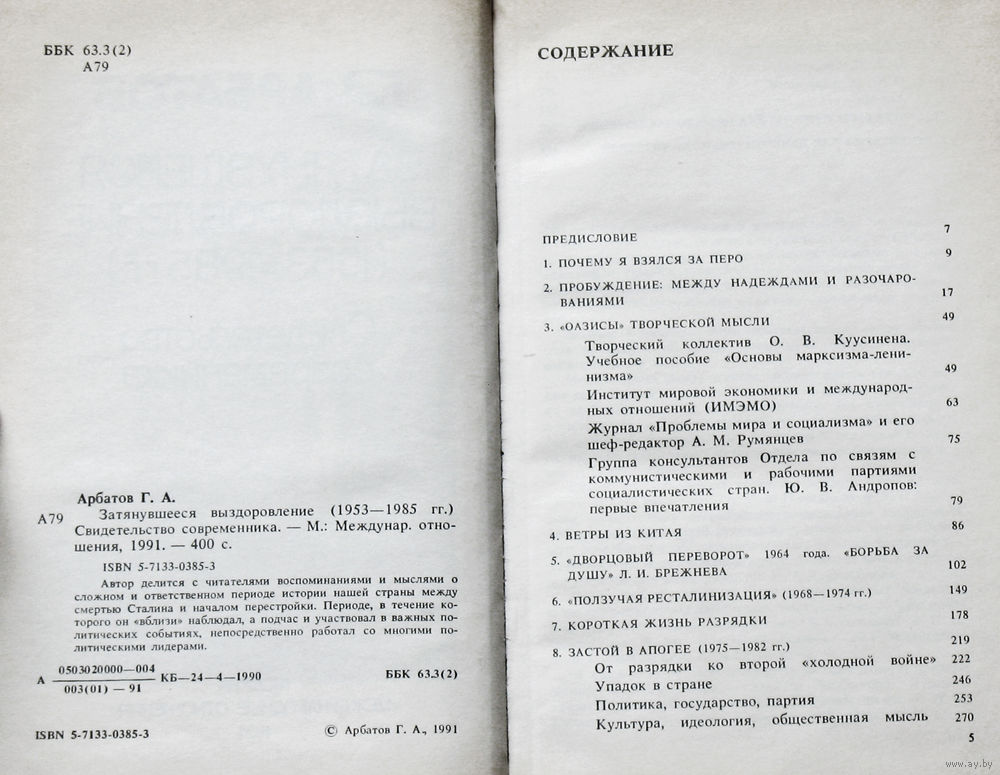 ББК 63.3(2)
А79
Арбатов Г. А.
А79 Затянувшееся выздоровление (1953—1985 гг.)
Свидетельство современника. — М.: Междунар. отно-
шения, 1991. — 400 с.
ISBN 5-7133-0385-3
Автор делится с читателями воспоминаниями и мыслями о
сложном и ответственном периоде истории нашей страны между
смертью Сталина и началом перестройки. Периоде, в течение ко-
торого он «вблизи» наблюдал, а подчас и участвовал в важных по-
литических событиях, непосредственно работал со многими по-
литическими лидерами.
А 0503020000—004
003(01) — 91
КБ—24—4—1990 ББК 63.3(2)
ISBN 5-7133-0385-3 © Арбатов Г. А., 1991
СОДЕРЖАНИЕ
ПРЕДИСЛОВИЕ 7
1. ПОЧЕМУ Я ВЗЯЛСЯ ЗА ПЕРО 9
2. ПРОБУЖДЕНИЕ: МЕЖДУ НАДЕЖДАМИ И РАЗОЧАРО-
ВАНИЯМИ 17
3. «ОАЗИСЫ» ТВОРЧЕСКОЙ МЫСЛИ 49
Творческий коллектив О. В. Куусинена.
Учебное пособие «Основы марксизма-лени-
низма» 49
Институт мировой экономики и международ-
ных отношений (ИМЭМО) 63
Журнал «Проблемы мира и социализма» и его
шеф-редактор А. М. Румянцев 75
Группа консультантов Отдела по связям с
коммунистическими и рабочими партиями
социалистических стран. Ю. В. Андропов:
первые впечатления 79
4. ВЕТРЫ ИЗ КИТАЯ 86
5. «ДВОРЦОВЫЙ ПЕРЕВОРОТ» 1964 года. «БОРЬБА ЗА
ДУШУ» Л. И. БРЕЖНЕВА 102
6. «ПОЛЗУЧАЯ РЕСТАЛИНИЗАЦИЯ» (1968—1974 гг.) 149
7. КОРОТКАЯ ЖИЗНЬ РАЗРЯДКИ 178
8. ЗАСТОЙ В АПОГЕЕ (1975—1982 гг.) 219
От разрядки ко второй «холодной войне» 222
Упадок в стране 246
Политика, государство, партия 253
Культура, идеология, общественная мысль 270
5
www.ay.by